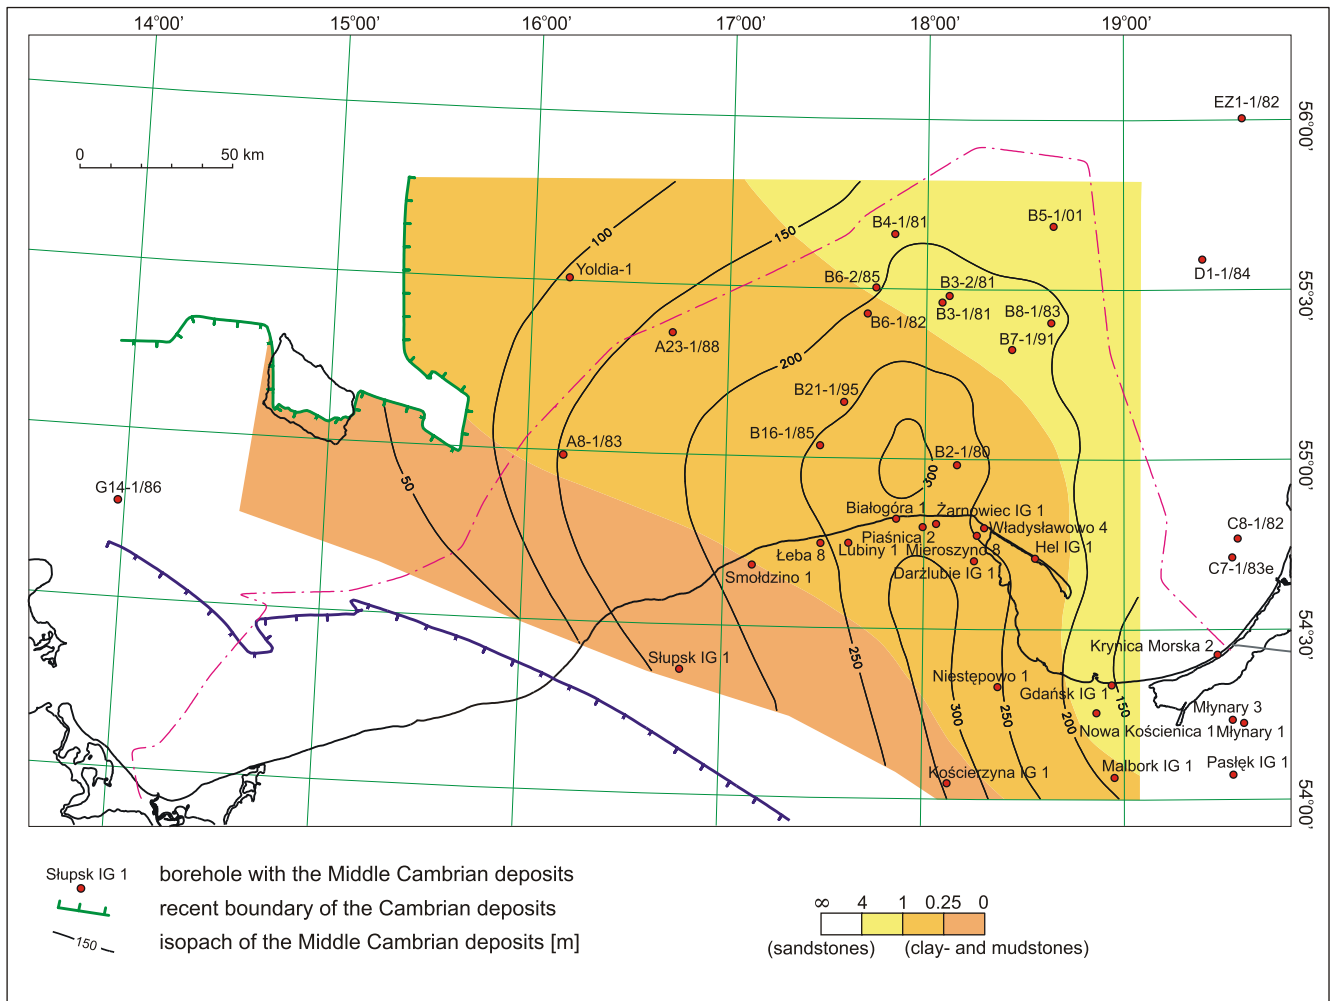 14°00' 15°00' 16°00' 17°00' 18°00' 19°00'
EZ1-1/82
56°00'
0 50 km
B4-1/81
B5-1/01
100
150
Yoldia-1
D1-1/84
B6-2/85
B3-2/81
55°30'
B3-1/81
B8-1/83
B6-1/82
A23-1/88
B7-1/91
200
B21-1/95
B16-1/85
A8-1/83
B2-1/80
55°00'
50
300
G14-1/86
Białogóra 1
Żarnowiec IG 1
C8-1/82
Władysławowo 4
Piaśnica 2
Łeba 8
Lubiny 1
Mieroszyno 8
Hel IG 1
C7-1/83e
Smołdzino 1
Darżlubie IG 1
54°30'
Krynica Morska 2
Słupsk IG 1
250
Niestępowo 1
Gdańsk IG 1
150
Młynary 3
300
250
200
Nowa Kościenica 1
Młynary 1
Kościerzyna IG 1
Malbork IG 1
Pasłęk IG 1
54°00'
Słupsk IG 1
borehole with the Middle Cambrian deposits
recent boundary of the Cambrian deposits
150
isopach of the Middle Cambrian deposits [m]
∞ 4 1 0.25 0
(sandstones) (clay- and mudstones)